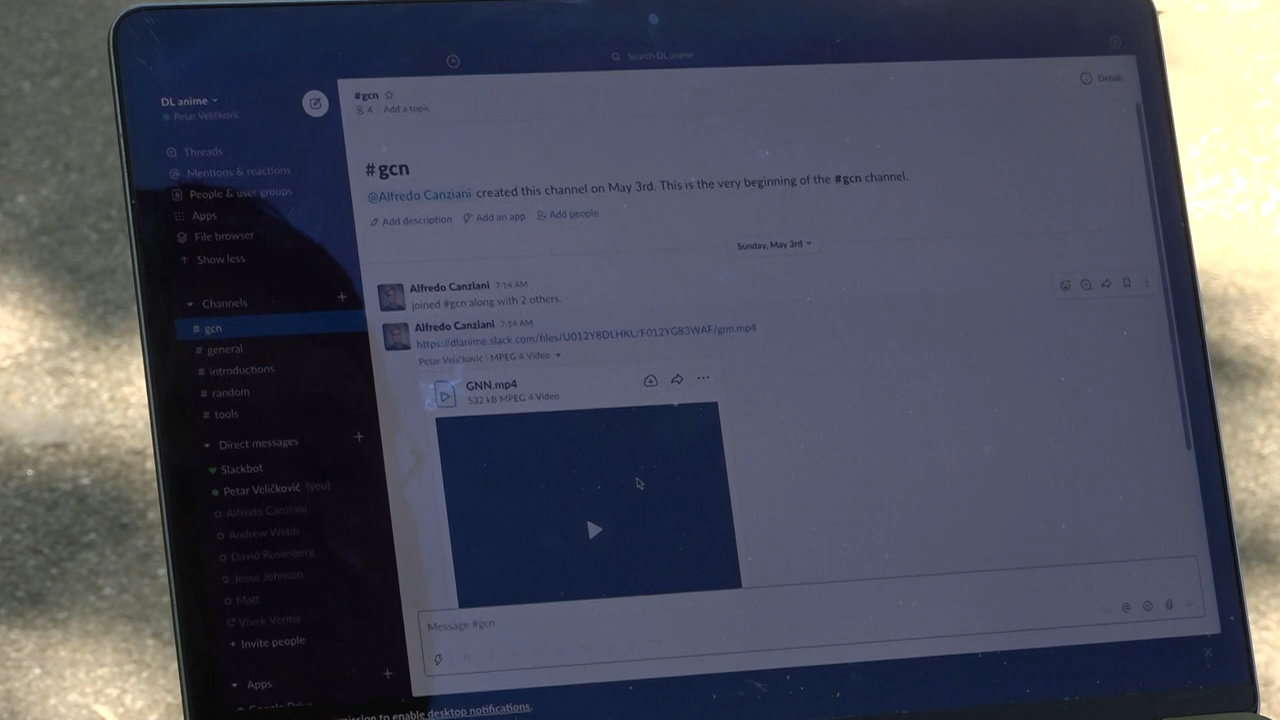 Search DL anime
DL anime
Petar Veličković
Threads
Mentions & reactions
People & user groups
Apps
File browser
Show less
Channels
# gcn
# general
# introductions
# random
# tools
Direct messages
Slackbot
Petar Veličković (you)
Alfredo Canziani
Andrew Webb
David Rosenberg
Jesse Johnson
Matt
Vivek Verma
+ Invite people
Apps
#gcn
4 | Add a topic
Details
#gcn
@Alfredo Canziani created this channel on May 3rd. This is the very beginning of the #gcn channel.
Add description Add an app Add people
Sunday, May 3rd
Alfredo Canziani 7:14 AM
joined #gcn along with 2 others.
Alfredo Canziani 7:14 AM
https://dlanime.slack.com/files/U012Y8DLHKL/F012YG83WAF/gnn.mp4
Petar Veličković | MPEG 4 Video
GNN.mp4
532 kB MPEG 4 Video
Message #gcn
to enable desktop notifications.